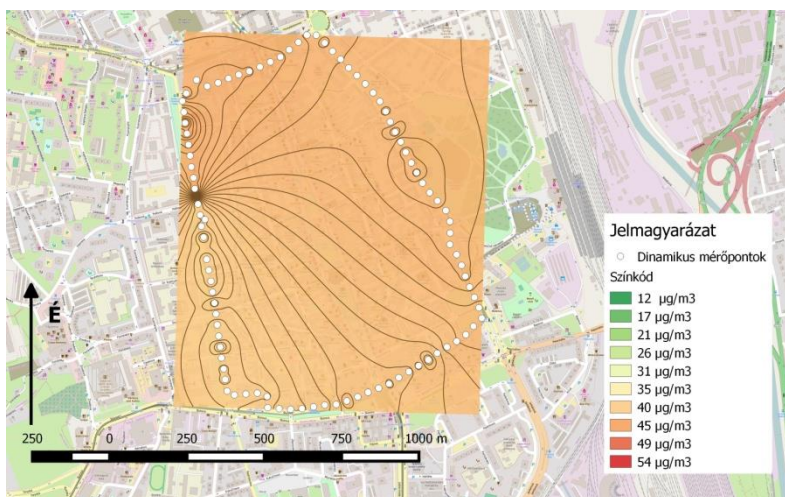 Jelmagyarázat
Dinamikus mérőpontok
Színkód
12 µg/m3
17 µg/m3
21 µg/m3
26 µg/m3
31 µg/m3
35 µg/m3
40 µg/m3
45 µg/m3
49 µg/m3
54 µg/m3
É
250 0 250 500 750 1000 m